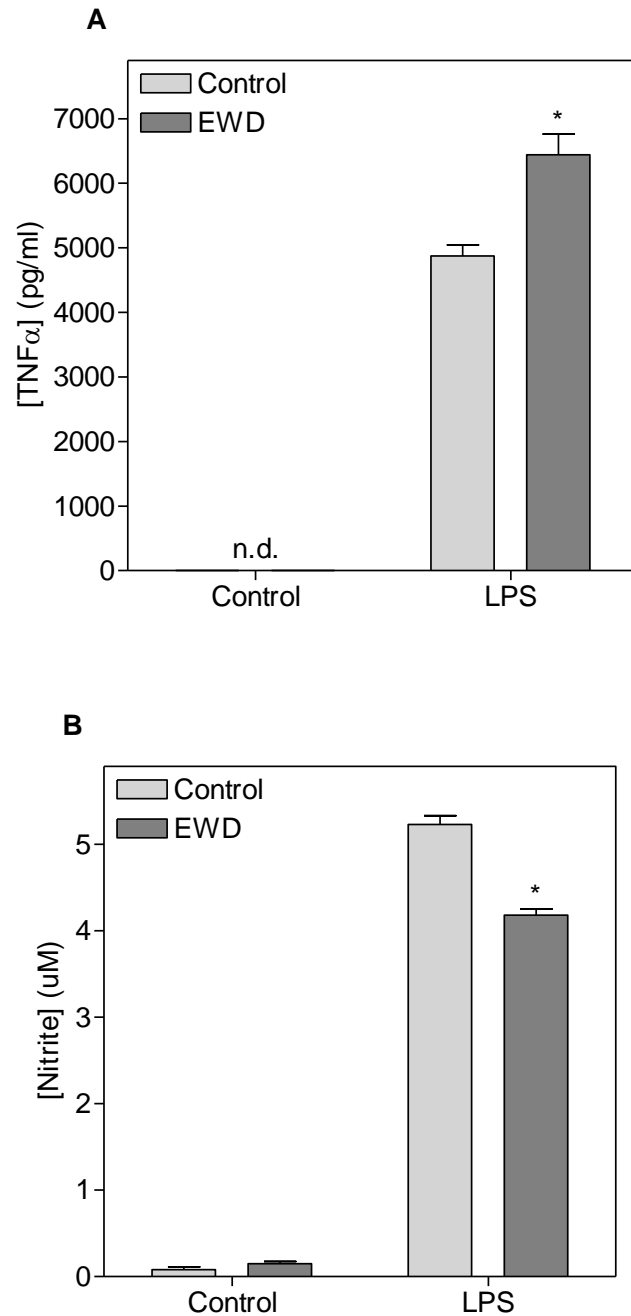 A
Control
EWD
*
7000
6000
5000
4000
3000
2000
1000
0
[TNFα] (pg/ml)
n.d.
Control LPS
B
Control
EWD
*
5
4
3
2
1
0
[Nitrite] (uM)
Control LPS